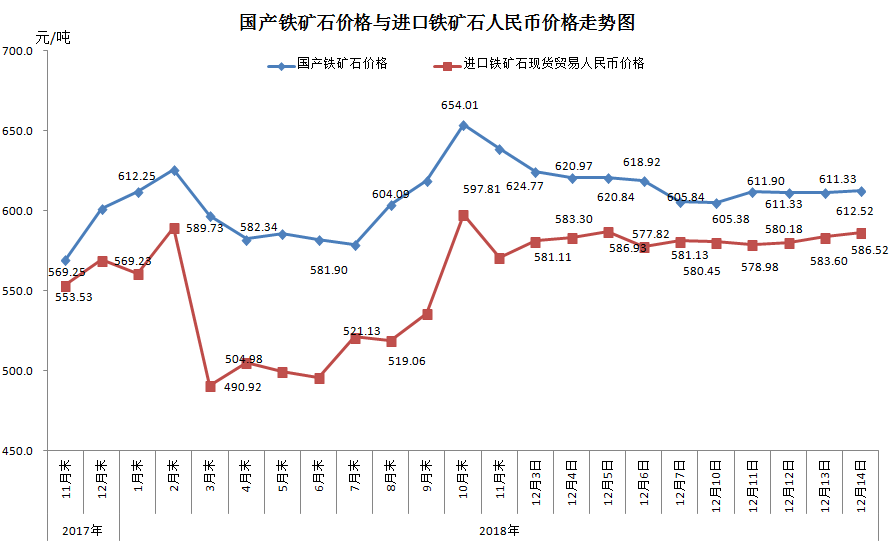 国产铁矿石价格与进口铁矿石人民币价格走势图
元/吨
国产铁矿石价格
进口铁矿石现货贸易人民币价格
700.0
650.0
600.0
550.0
500.0
450.0
654.01
612.25
604.09
597.81
624.77
620.97
620.84
618.92
605.84
605.38
611.90
611.33
611.33
612.52
589.73
582.34
581.90
569.25
553.53
569.23
504.98
490.92
521.13
519.06
581.11
583.30
586.93
577.82
581.13
580.45
578.98
580.18
583.60
586.52
11月末
12月末
1月末
2月末
3月末
4月末
5月末
6月末
7月末
8月末
9月末
10月末
11月末
12月3日
12月4日
12月5日
12月6日
12月7日
12月10日
12月11日
12月12日
12月13日
12月14日
2017年
2018年